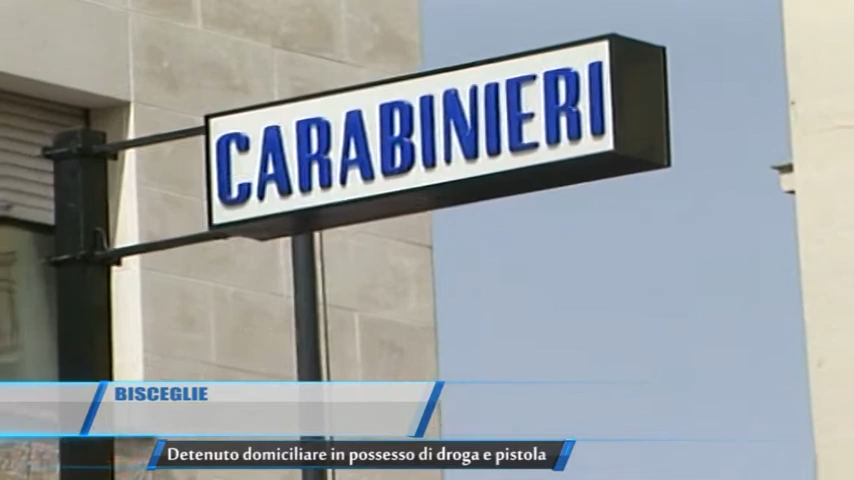 CARABINIERI
BISCEGLIE
Detenuto domiciliare in possesso di droga e pistola